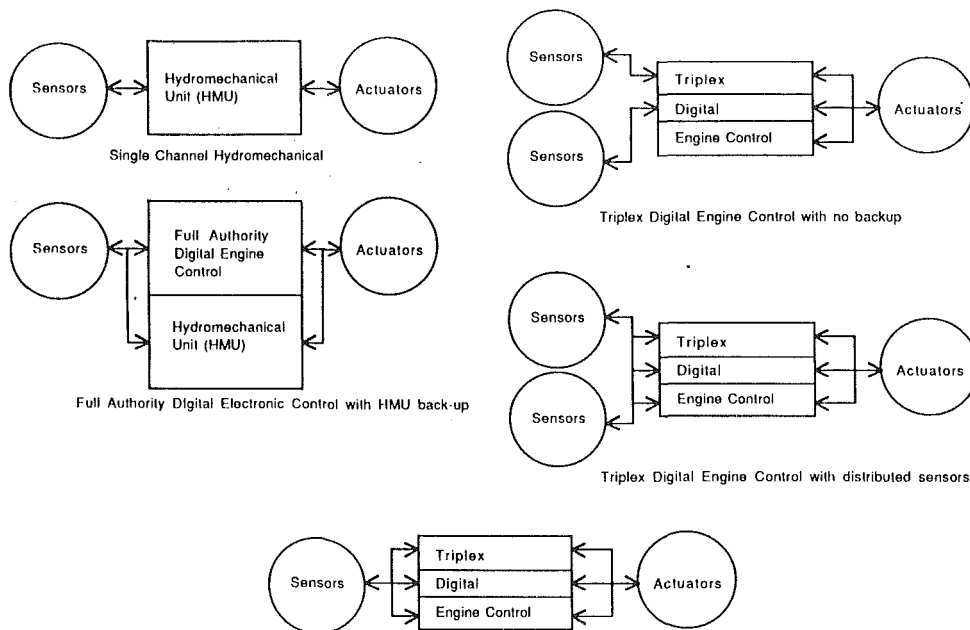 Sensors
Hydromechanical
Unit (HMU)
Actuators
Single Channel Hydromechanical
Sensors
Full Authority
Digital Engine
Control
Hydromechanical
Unit (HMU)
Actuators
Full Authority Digital Electronic Control with HMU back-up
Sensors
Sensors
Triplex
Digital
Engine Control
Actuators
Triplex Digital Engine Control with no backup
Sensors
Sensors
Triplex
Digital
Engine Control
Actuators
Triplex Digital Engine Control with distributed sensors
Sensors
Triplex
Digital
Engine Control
Actuators